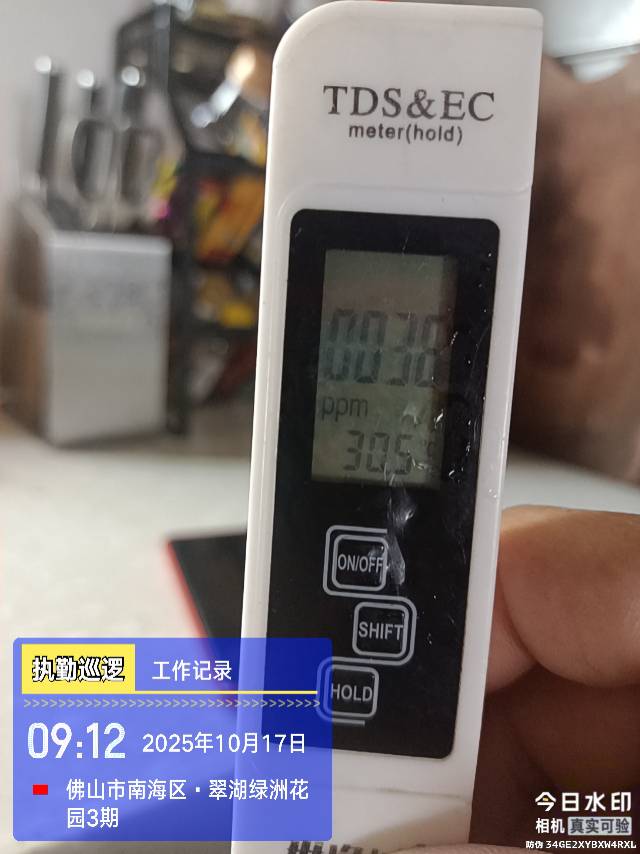 TDS&EC
meter(hold)
0030
ppm
30.5
ON/OFF
SHIFT
HOLD
执勤巡逻 工作记录
09:12 2025年10月17日
佛山市南海区·翠湖绿洲花
园3期
今日水印
相机 真实可验
防伪 34GE2XYBXW4RXL